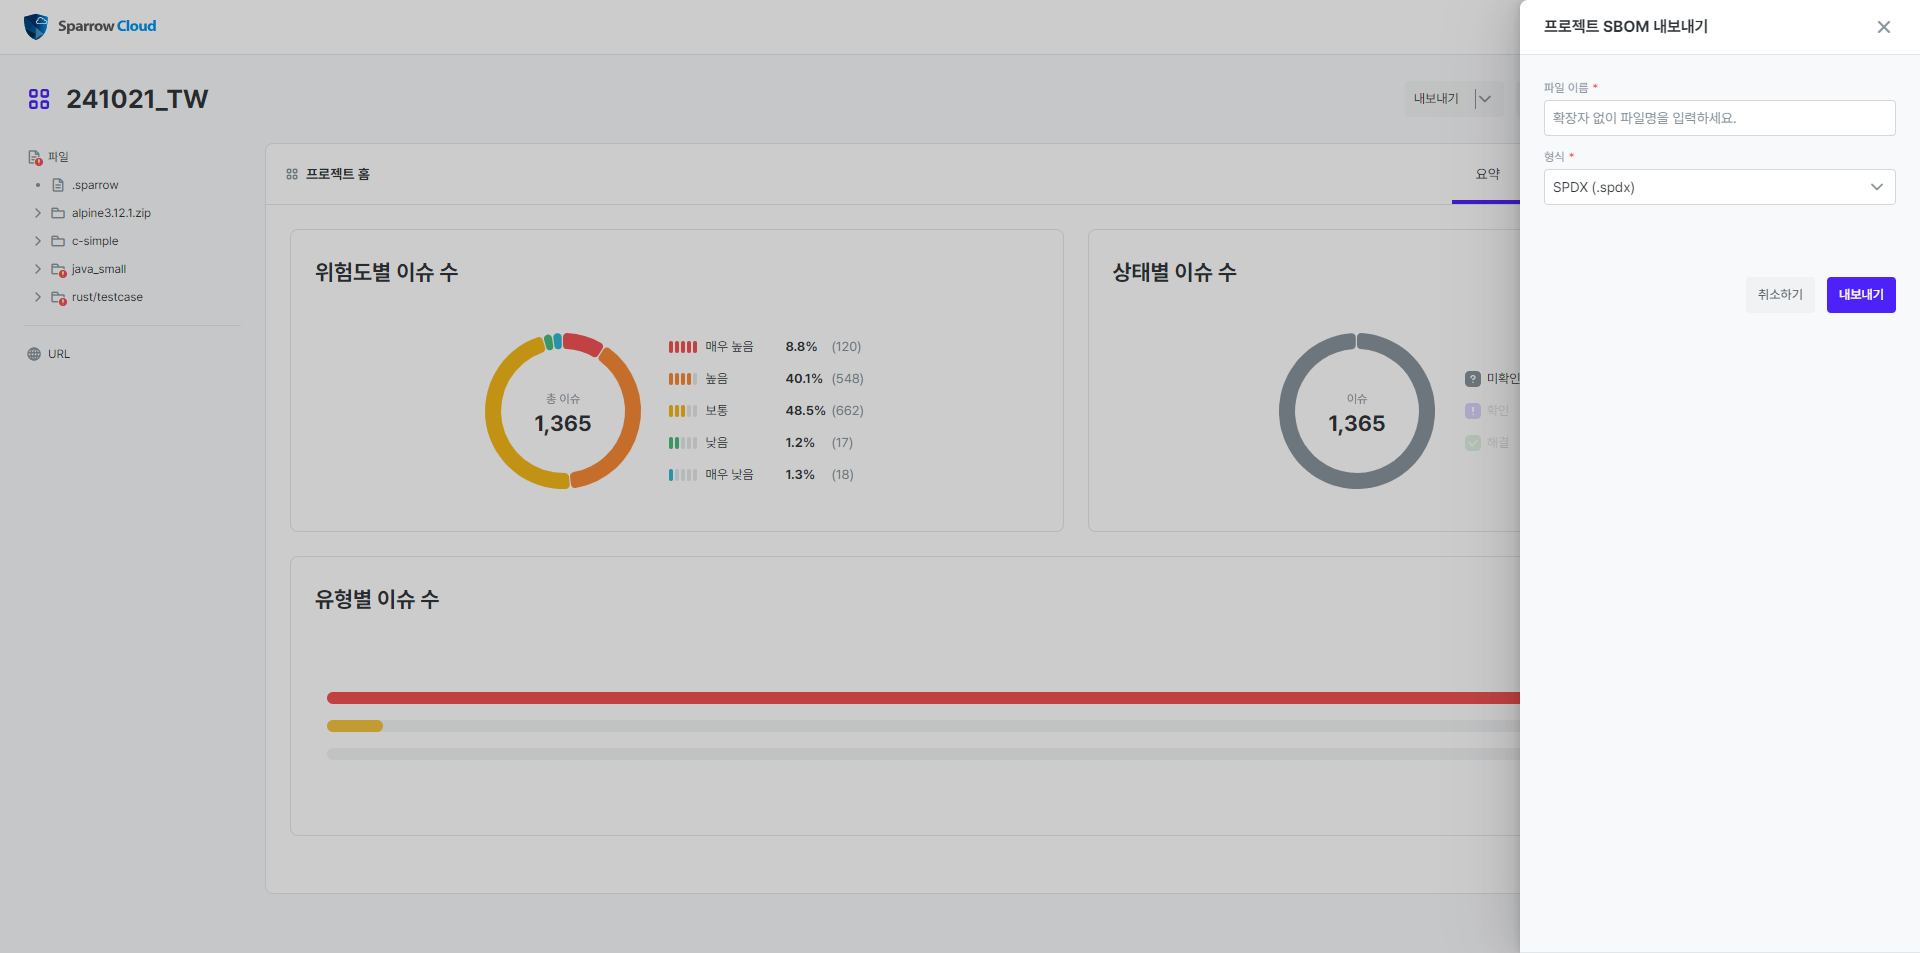 Sparrow Cloud
241021_TW
내보내기
파일
.sparrow
alpine3.12.1.zip
c-simple
java_small
rust/testcase
URL
프로젝트 홈
요약
위험도별 이슈 수
총 이슈
1,365
매우 높음 8.8% (120)
높음 40.1% (548)
보통 48.5% (662)
낮음 1.2% (17)
매우 낮음 1.3% (18)
상태별 이슈 수
이슈
1,365
미확인
확인
해결
유형별 이슈 수
프로젝트 SBOM 내보내기
파일 이름 *
확장자 없이 파일명을 입력하세요.
형식 *
SPDX (.spdx)
취소하기
내보내기